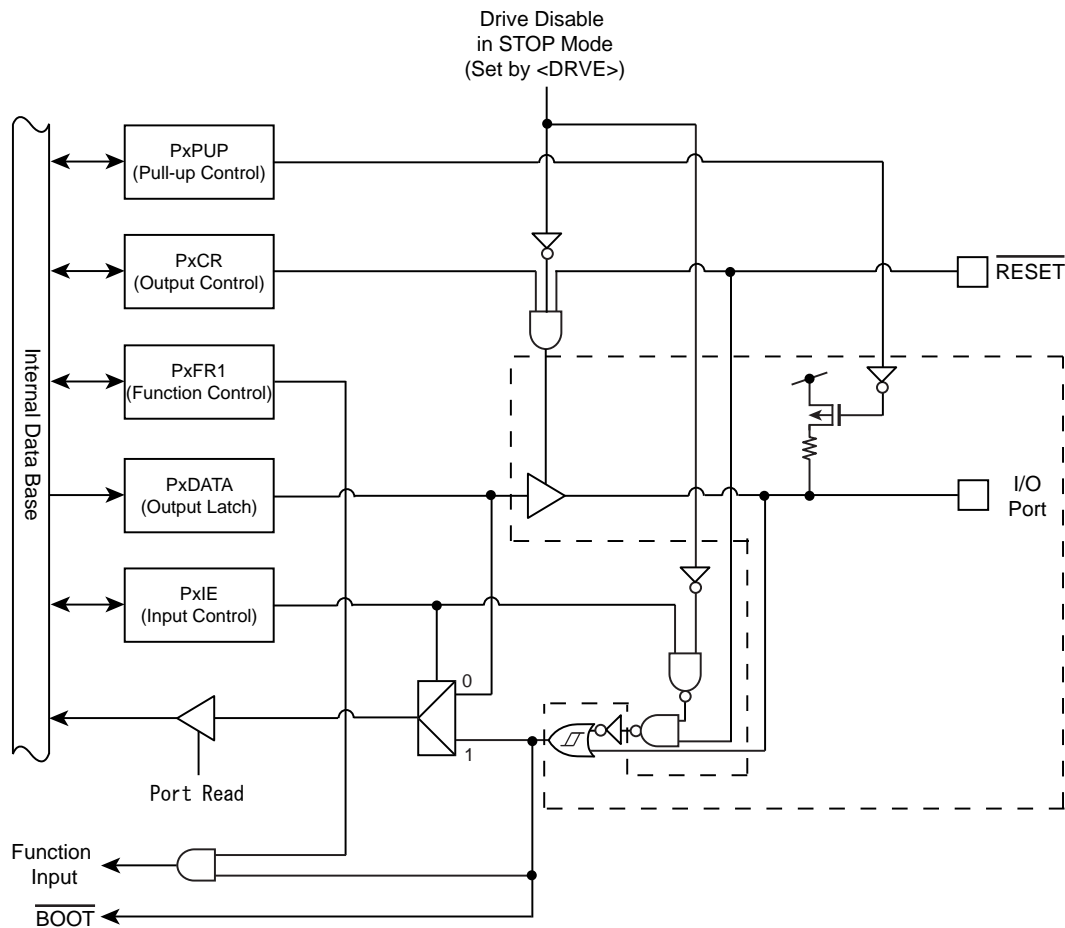 Drive Disable
in STOP Mode
(Set by <DRVE>)
PxPUP
(Pull-up Control)
PxCR
(Output Control)
RESET
PxFR1
(Function Control)
Internal Data Base
PxDATA
(Output Latch)
I/O
Port
PxIE
(Input Control)
0
1
Port Read
Function
Input
BOOT